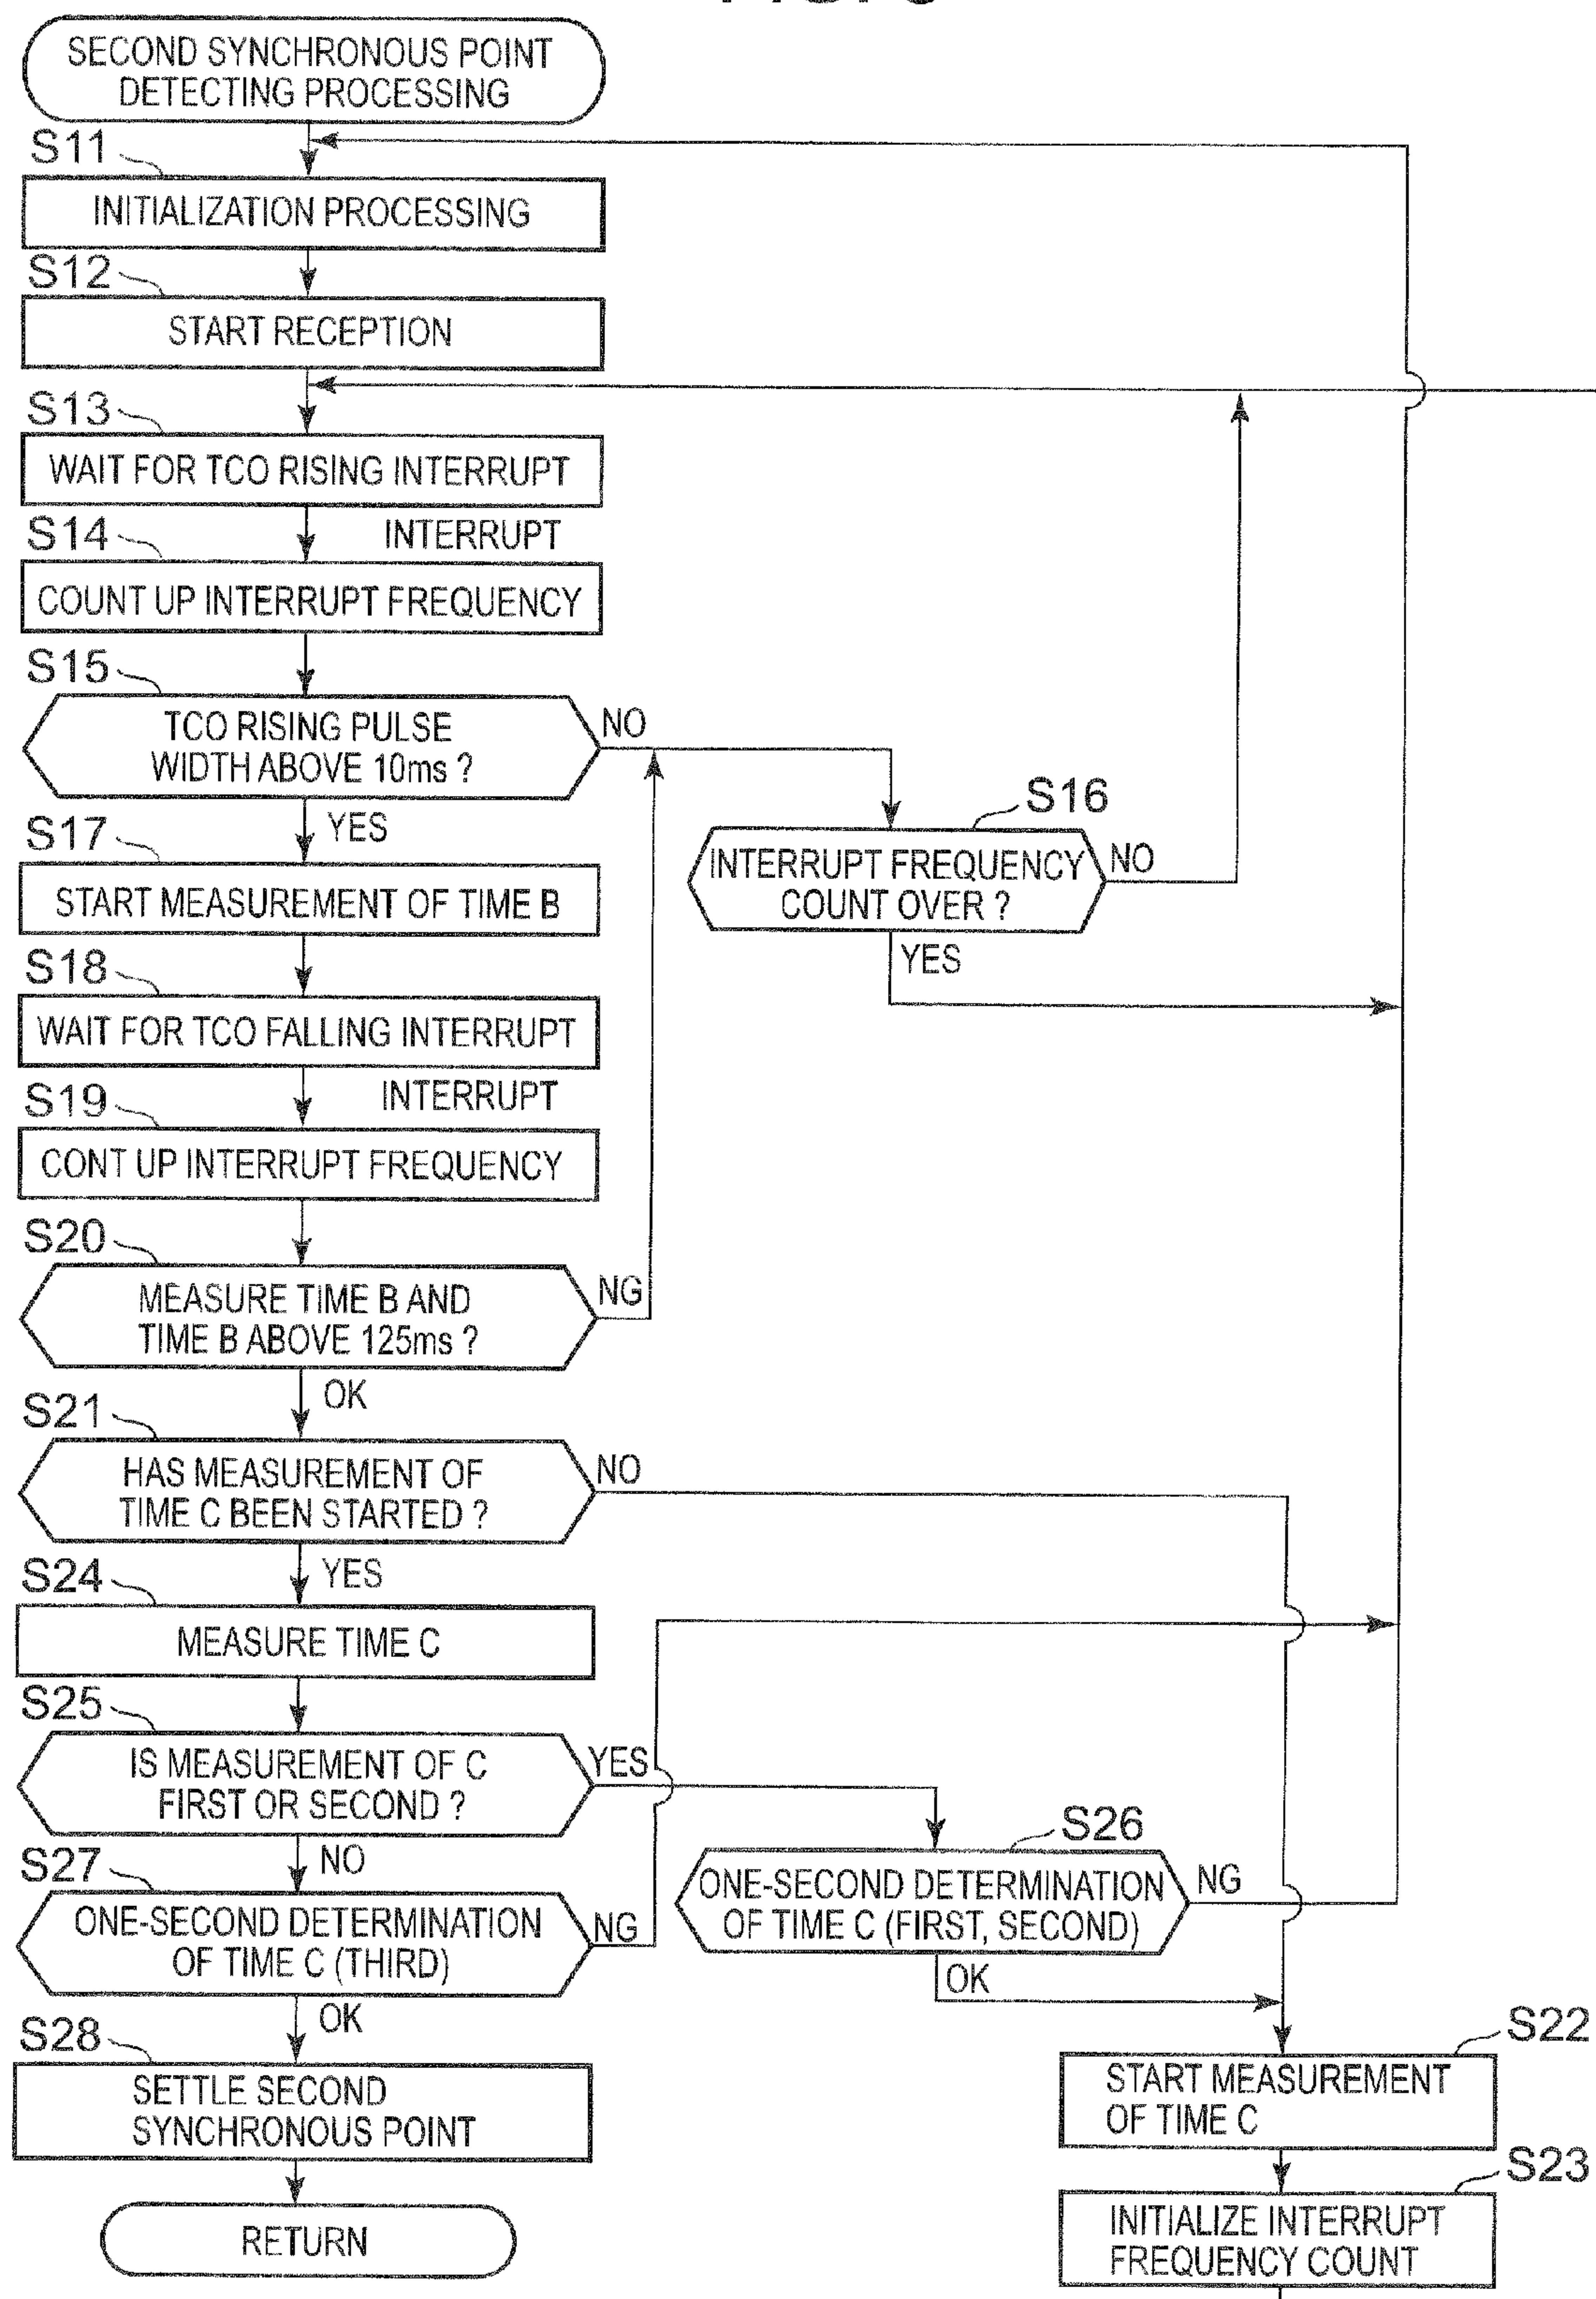 SECOND SYNCHRONOUS POINT
DETECTING PROCESSING
S11
INITIALIZATION PROCESSING
S12
START RECEPTION
S13
WAIT FOR TCO RISING INTERRUPT
S14
INTERRUPT
COUNT UP INTERRUPT FREQUENCY
S15
TCO RISING PULSE
WIDTH ABOVE 10ms ?
NO
YES
S16
INTERRUPT FREQUENCY
COUNT OVER ?
NO
YES
S17
START MEASUREMENT OF TIME B
S18
WAIT FOR TCO FALLING INTERRUPT
S19
INTERRUPT
CONT UP INTERRUPT FREQUENCY
S20
MEASURE TIME B AND
TIME B ABOVE 125ms ?
NG
OK
S21
HAS MEASUREMENT OF
TIME C BEEN STARTED ?
NO
YES
S24
MEASURE TIME C
S25
IS MEASUREMENT OF C
FIRST OR SECOND ?
YES
NO
S26
ONE-SECOND DETERMINATION
OF TIME C (FIRST, SECOND)
NG
OK
S27
ONE-SECOND DETERMINATION
OF TIME C (THIRD)
NG
OK
S28
SETTLE SECOND
SYNCHRONOUS POINT
RETURN
S22
START MEASUREMENT
OF TIME C
S23
INITIALIZE INTERRUPT
FREQUENCY COUNT